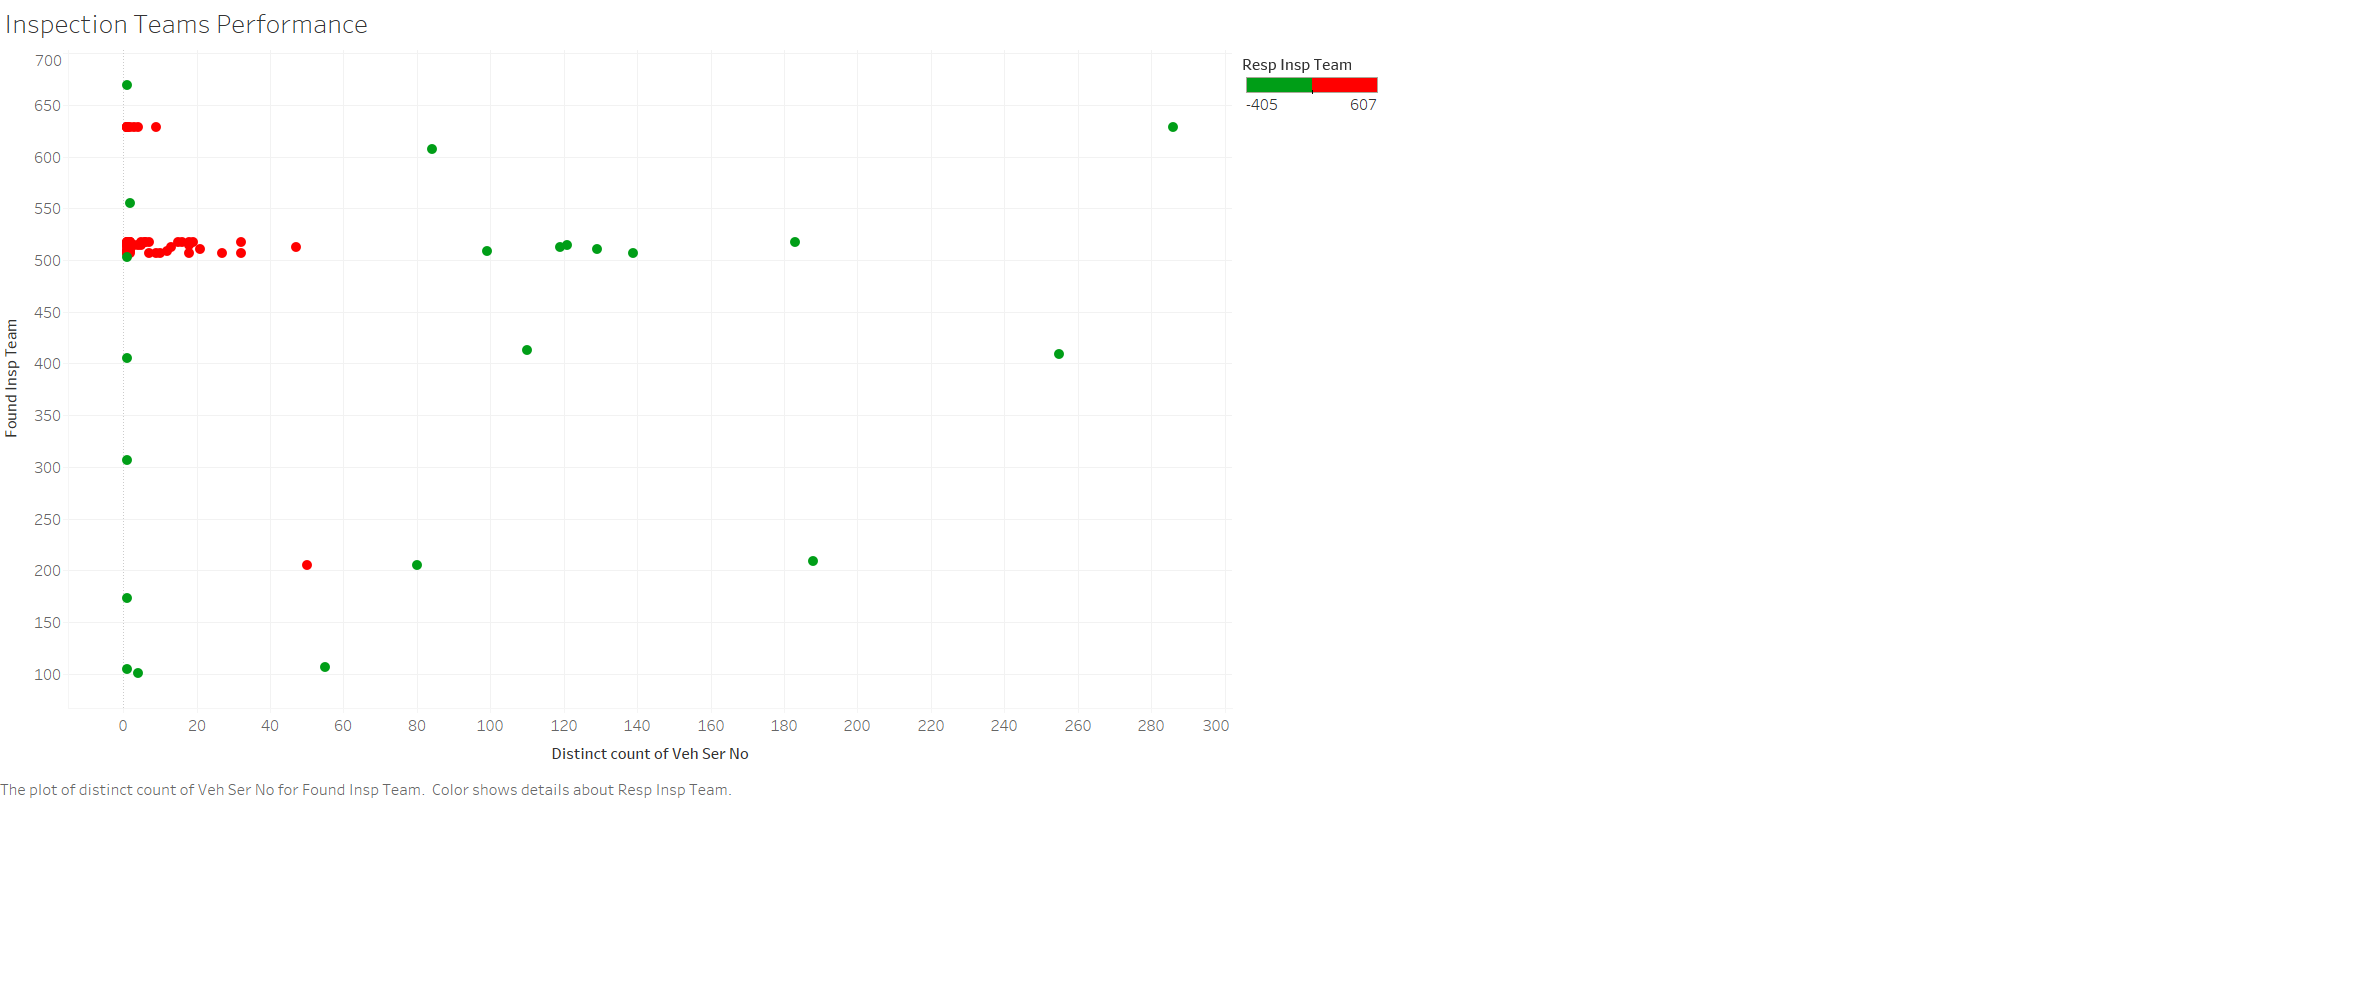 Inspection Teams Performance
Resp Insp Team
-405 607
700
650
600
550
500
450
400
350
300
250
200
150
100
Found Insp Team
0 20 40 60 80 100 120 140 160 180 200 220 240 260 280 300
Distinct count of Veh Ser No
The plot of distinct count of Veh Ser No for Found Insp Team.  Color shows details about Resp Insp Team.